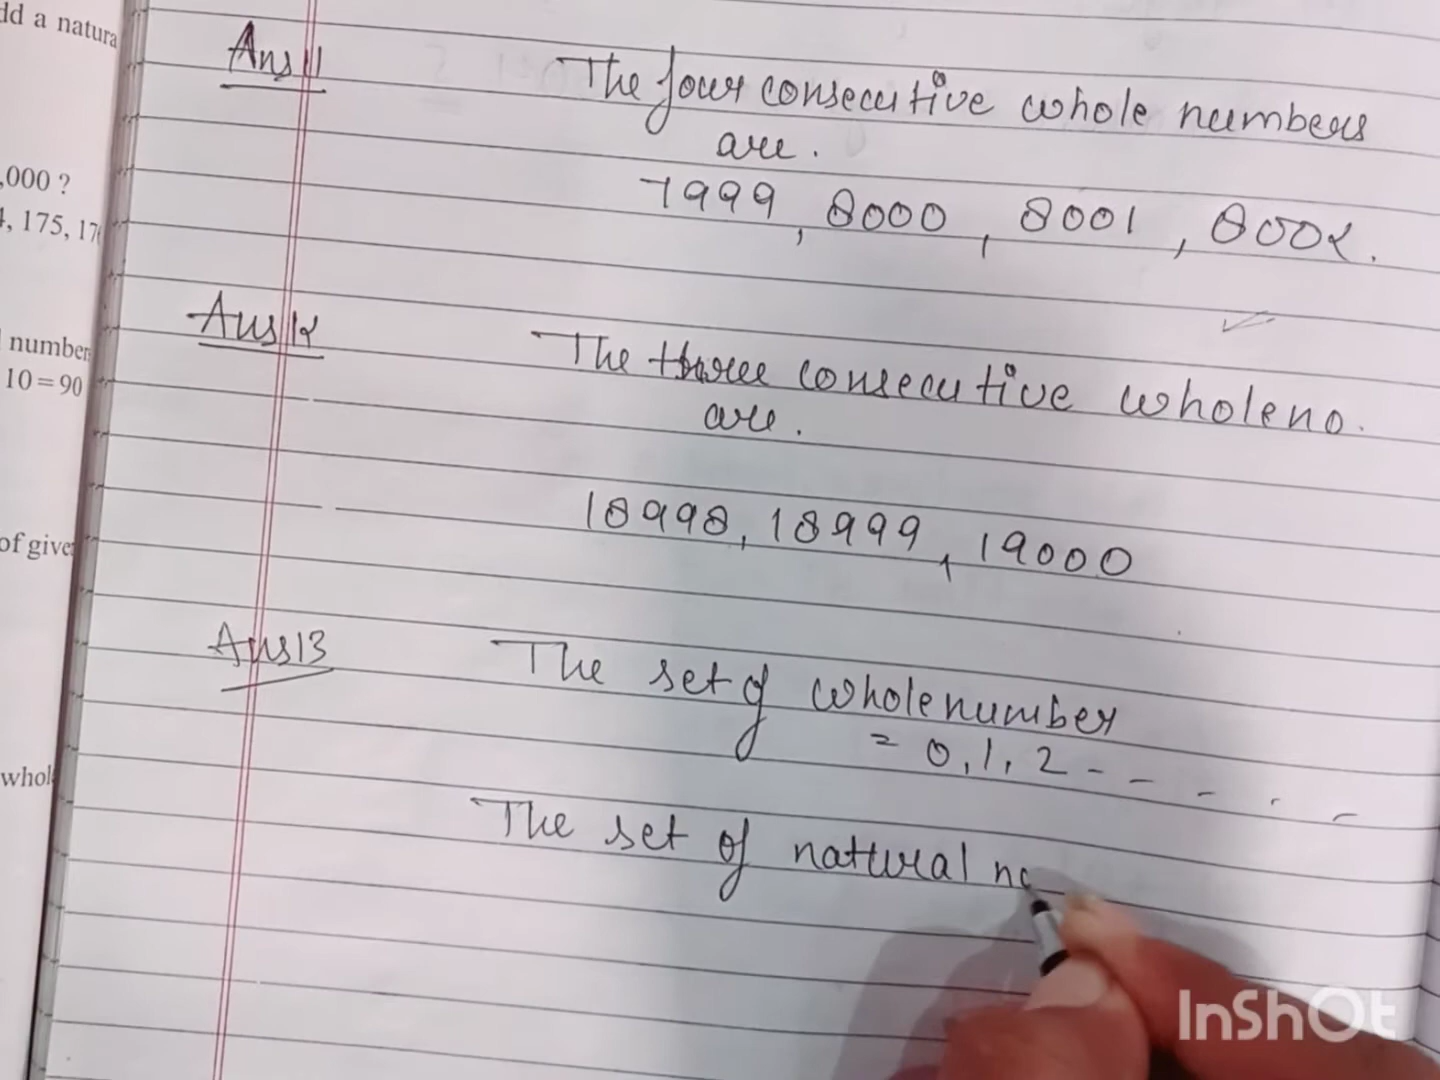 dd a natura
,000 ?
4, 175, 17
number
10 = 90
of give
whol
Ans 11
The four consecutive whole numbers
are.
7999, 8000, 8001, 8002.
Ans 12
The three consecutive whole no.
are.
18998, 18999, 19000
Ans 13
The set of whole number
= 0, 1, 2 - - - - -
The set of natural no
InShOt